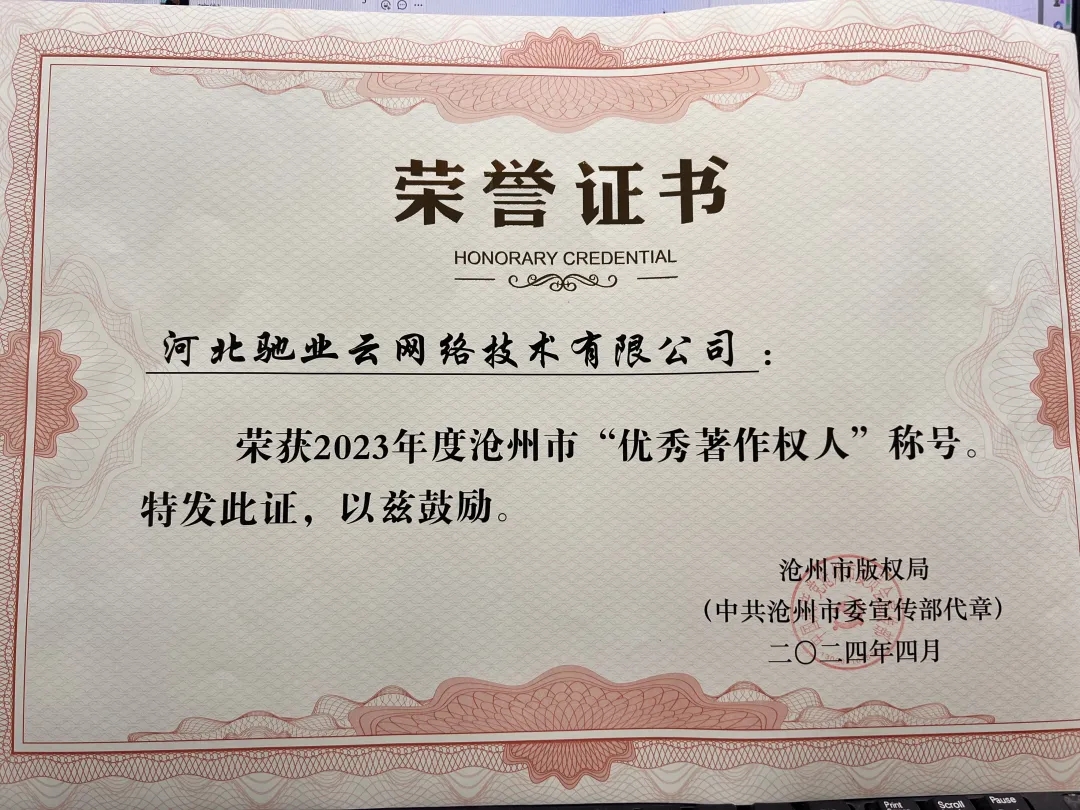 荣誉证书
HONORARY CREDENTIAL
河北驰业云网络技术有限公司：
荣获2023年度沧州市“优秀著作权人”称号。
特发此证，以兹鼓励。
沧州市版权局
（中共沧州市委宣传部代章）
二〇二四年四月
Print
Scroll
Pause